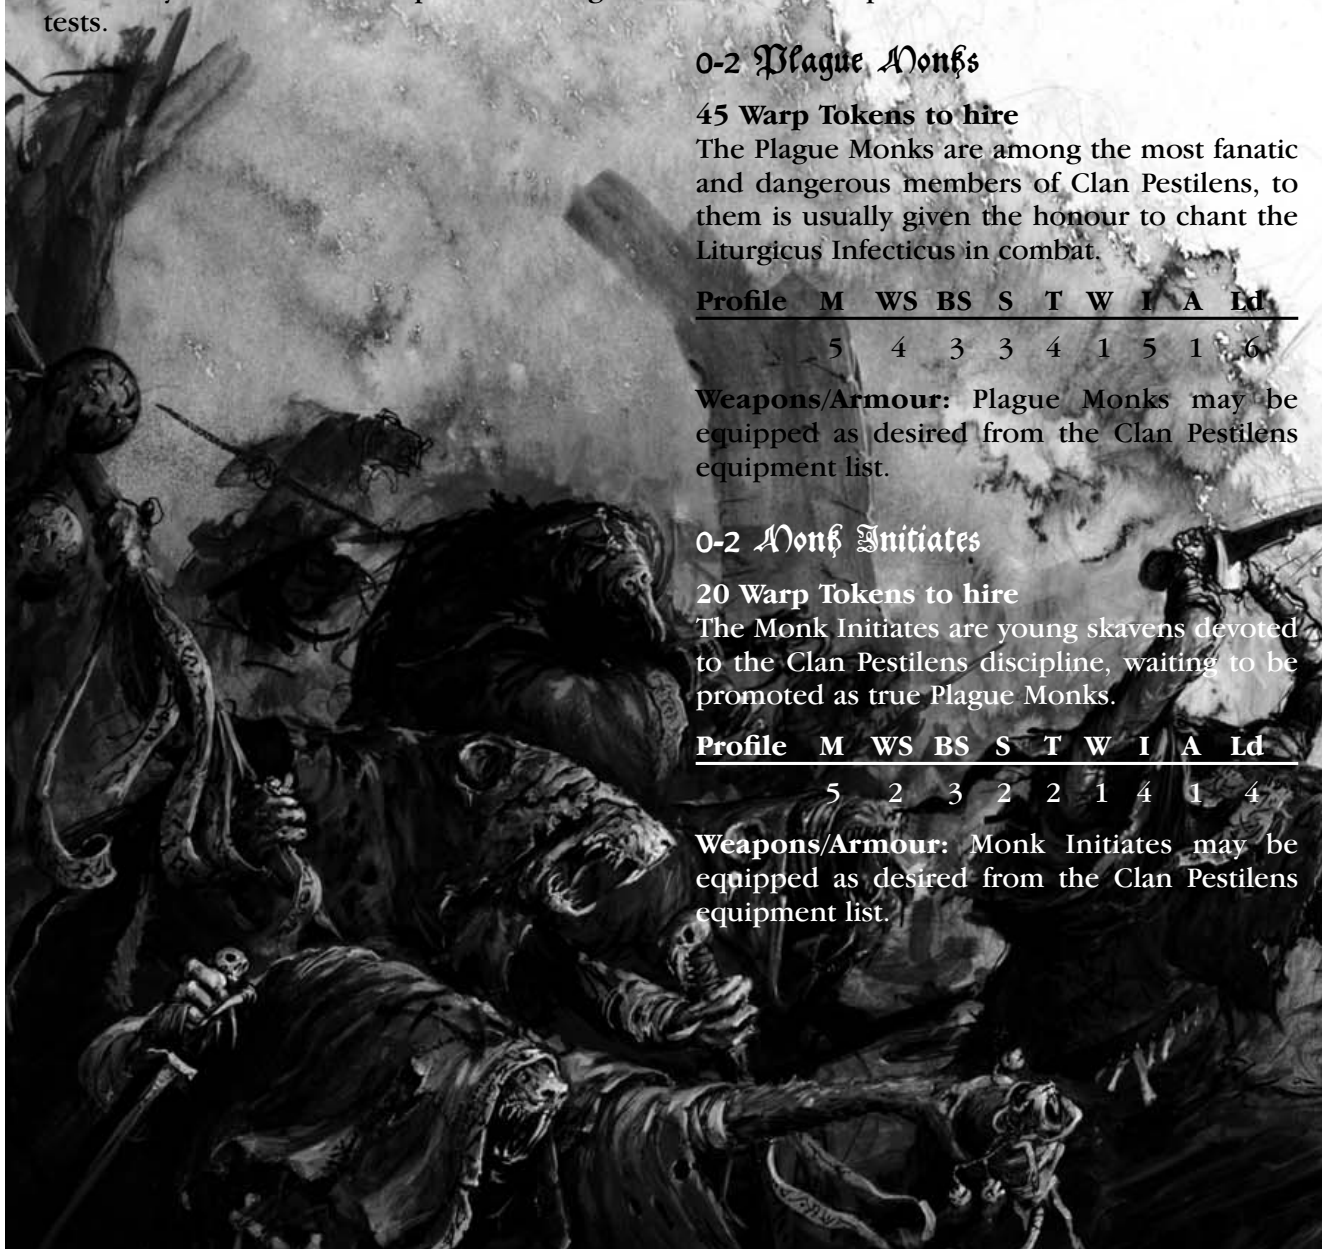 tests.
0-2 Plague Monks
45 Warp Tokens to hire
The Plague Monks are among the most fanatic
and dangerous members of Clan Pestilens, to
them is usually given the honour to chant the
Liturgicus Infecticus in combat.
Profile M WS BS S T W I A Ld
5 4 3 3 4 1 5 1 6
Weapons/Armour: Plague Monks may be
equipped as desired from the Clan Pestilens
equipment list.
0-2 Monk Initiates
20 Warp Tokens to hire
The Monk Initiates are young skavens devoted
to the Clan Pestilens discipline, waiting to be
promoted as true Plague Monks.
Profile M WS BS S T W I A Ld
5 2 3 2 2 1 4 1 4
Weapons/Armour: Monk Initiates may be
equipped as desired from the Clan Pestilens
equipment list.